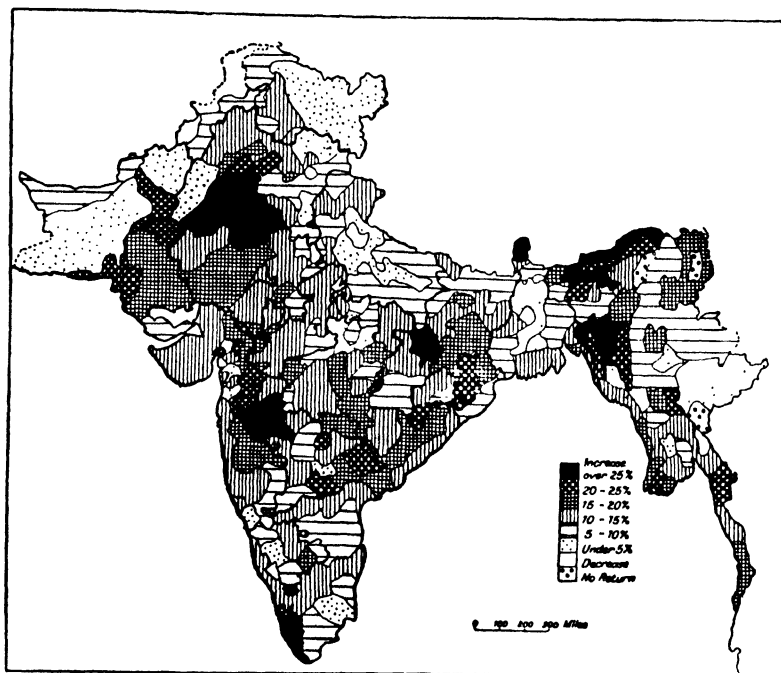 Increase
over 25%
20 - 25%
15 - 20%
10 - 15%
5 - 10%
Under 5%
Decrease
No Return
0 100 200 300 Miles